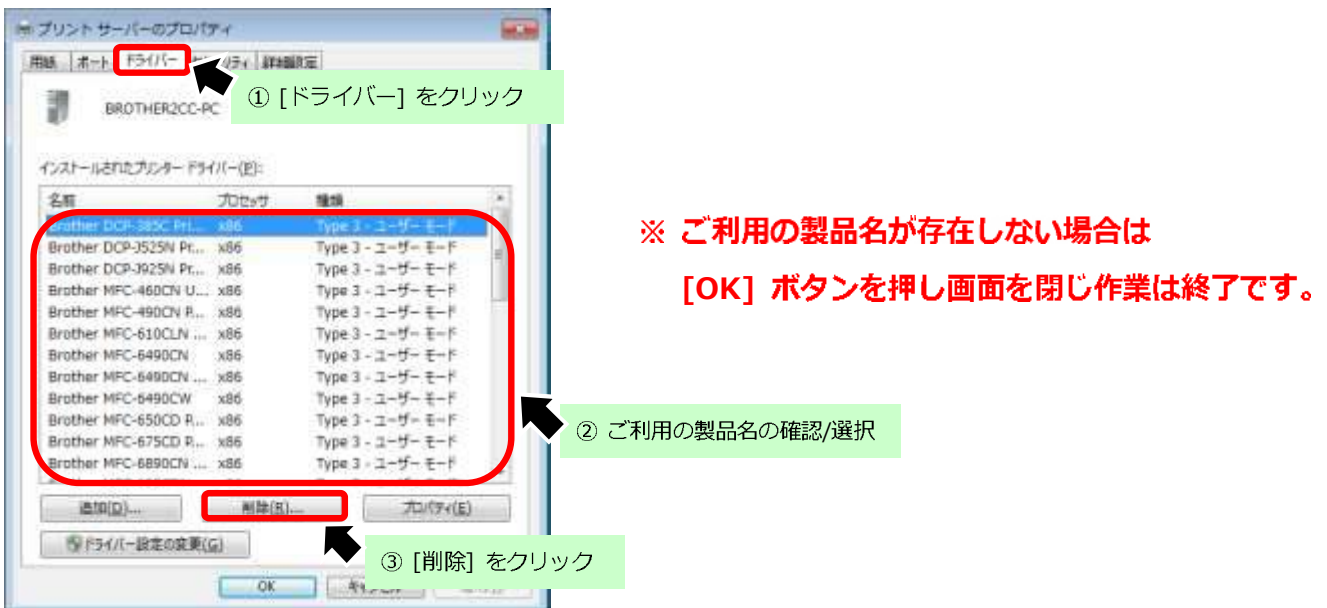 プリント サーバーのプロパティ
用紙 ポート ドライバー セキュリティ 詳細設定
① [ドライバー] をクリック
BROTHER2CC-PC
インストールされたプリンター ドライバー(P):
名前 プロセッサ 種類
Brother DCP-385C Pri... x86 Type 3 - ユーザー モード
Brother DCP-J525N Pr... x86 Type 3 - ユーザー モード
Brother DCP-J925N Pr... x86 Type 3 - ユーザー モード
Brother MFC-460CN U... x86 Type 3 - ユーザー モード
Brother MFC-490CN P... x86 Type 3 - ユーザー モード
Brother MFC-610CLN ... x86 Type 3 - ユーザー モード
Brother MFC-6490CN x86 Type 3 - ユーザー モード
Brother MFC-6490CN ... x86 Type 3 - ユーザー モード
Brother MFC-6490CW x86 Type 3 - ユーザー モード
Brother MFC-650CD P... x86 Type 3 - ユーザー モード
Brother MFC-675CD P... x86 Type 3 - ユーザー モード
Brother MFC-6890CN ... x86 Type 3 - ユーザー モード
※ ご利用の製品名が存在しない場合は
[OK] ボタンを押し画面を閉じ作業は終了です。
② ご利用の製品名の確認/選択
追加(D)... 削除(R)... プロパティ(E)
ドライバー設定の変更(G)
③ [削除] をクリック
OK キャンセル